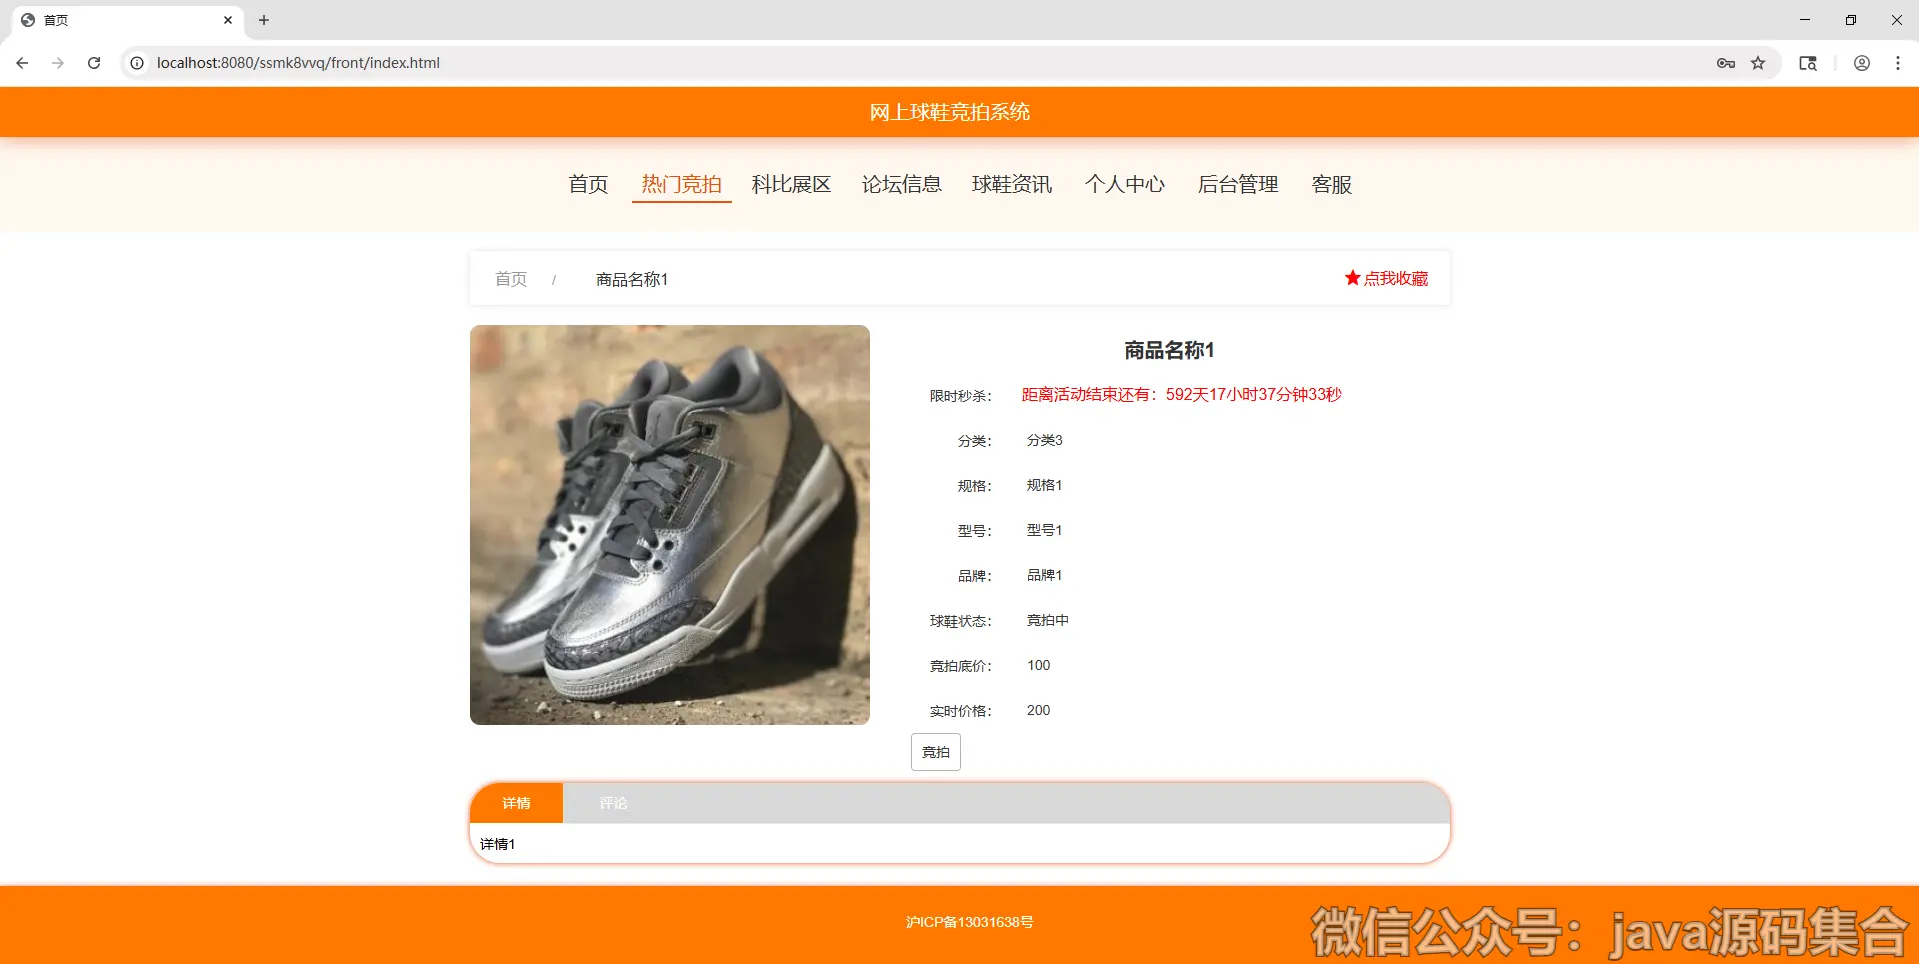 首页
localhost:8080/ssmk8vvq/front/index.html
网上球鞋竞拍系统
首页 热门竞拍 科比展区 论坛信息 球鞋资讯 个人中心 后台管理 客服
首页 / 商品名称1 ★点我收藏
商品名称1
限时秒杀： 距离活动结束还有：592天17小时37分钟33秒
分类： 分类3
规格： 规格1
型号： 型号1
品牌： 品牌1
球鞋状态： 竞拍中
竞拍底价： 100
实时价格： 200
竞拍
详情 评论
详情1
沪ICP备13031638号
微信公众号：java源码集合